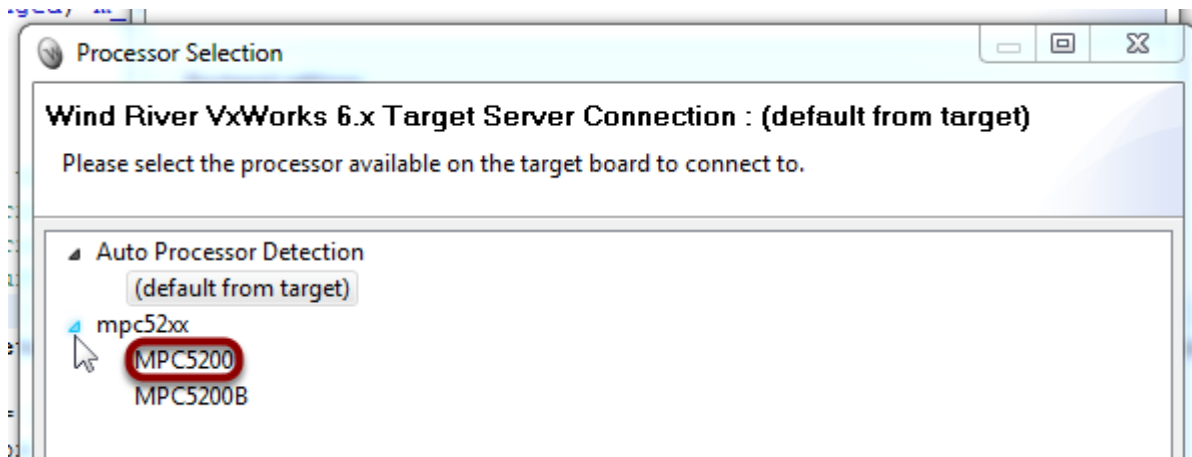 Processor Selection
Wind River VxWorks 6.x Target Server Connection : (default from target)
Please select the processor available on the target board to connect to.
Auto Processor Detection
(default from target)
mpc52xx
MPC5200
MPC5200B